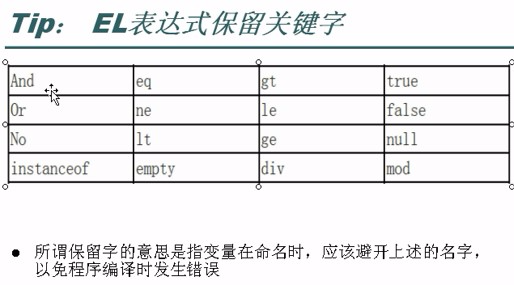 Tip： EL表达式保留关键字
And eq gt true
Or ne le false
No lt ge null
instanceof empty div mod
● 所谓保留字的意思是指变量在命名时，应该避开上述的名字，
以免程序编译时发生错误